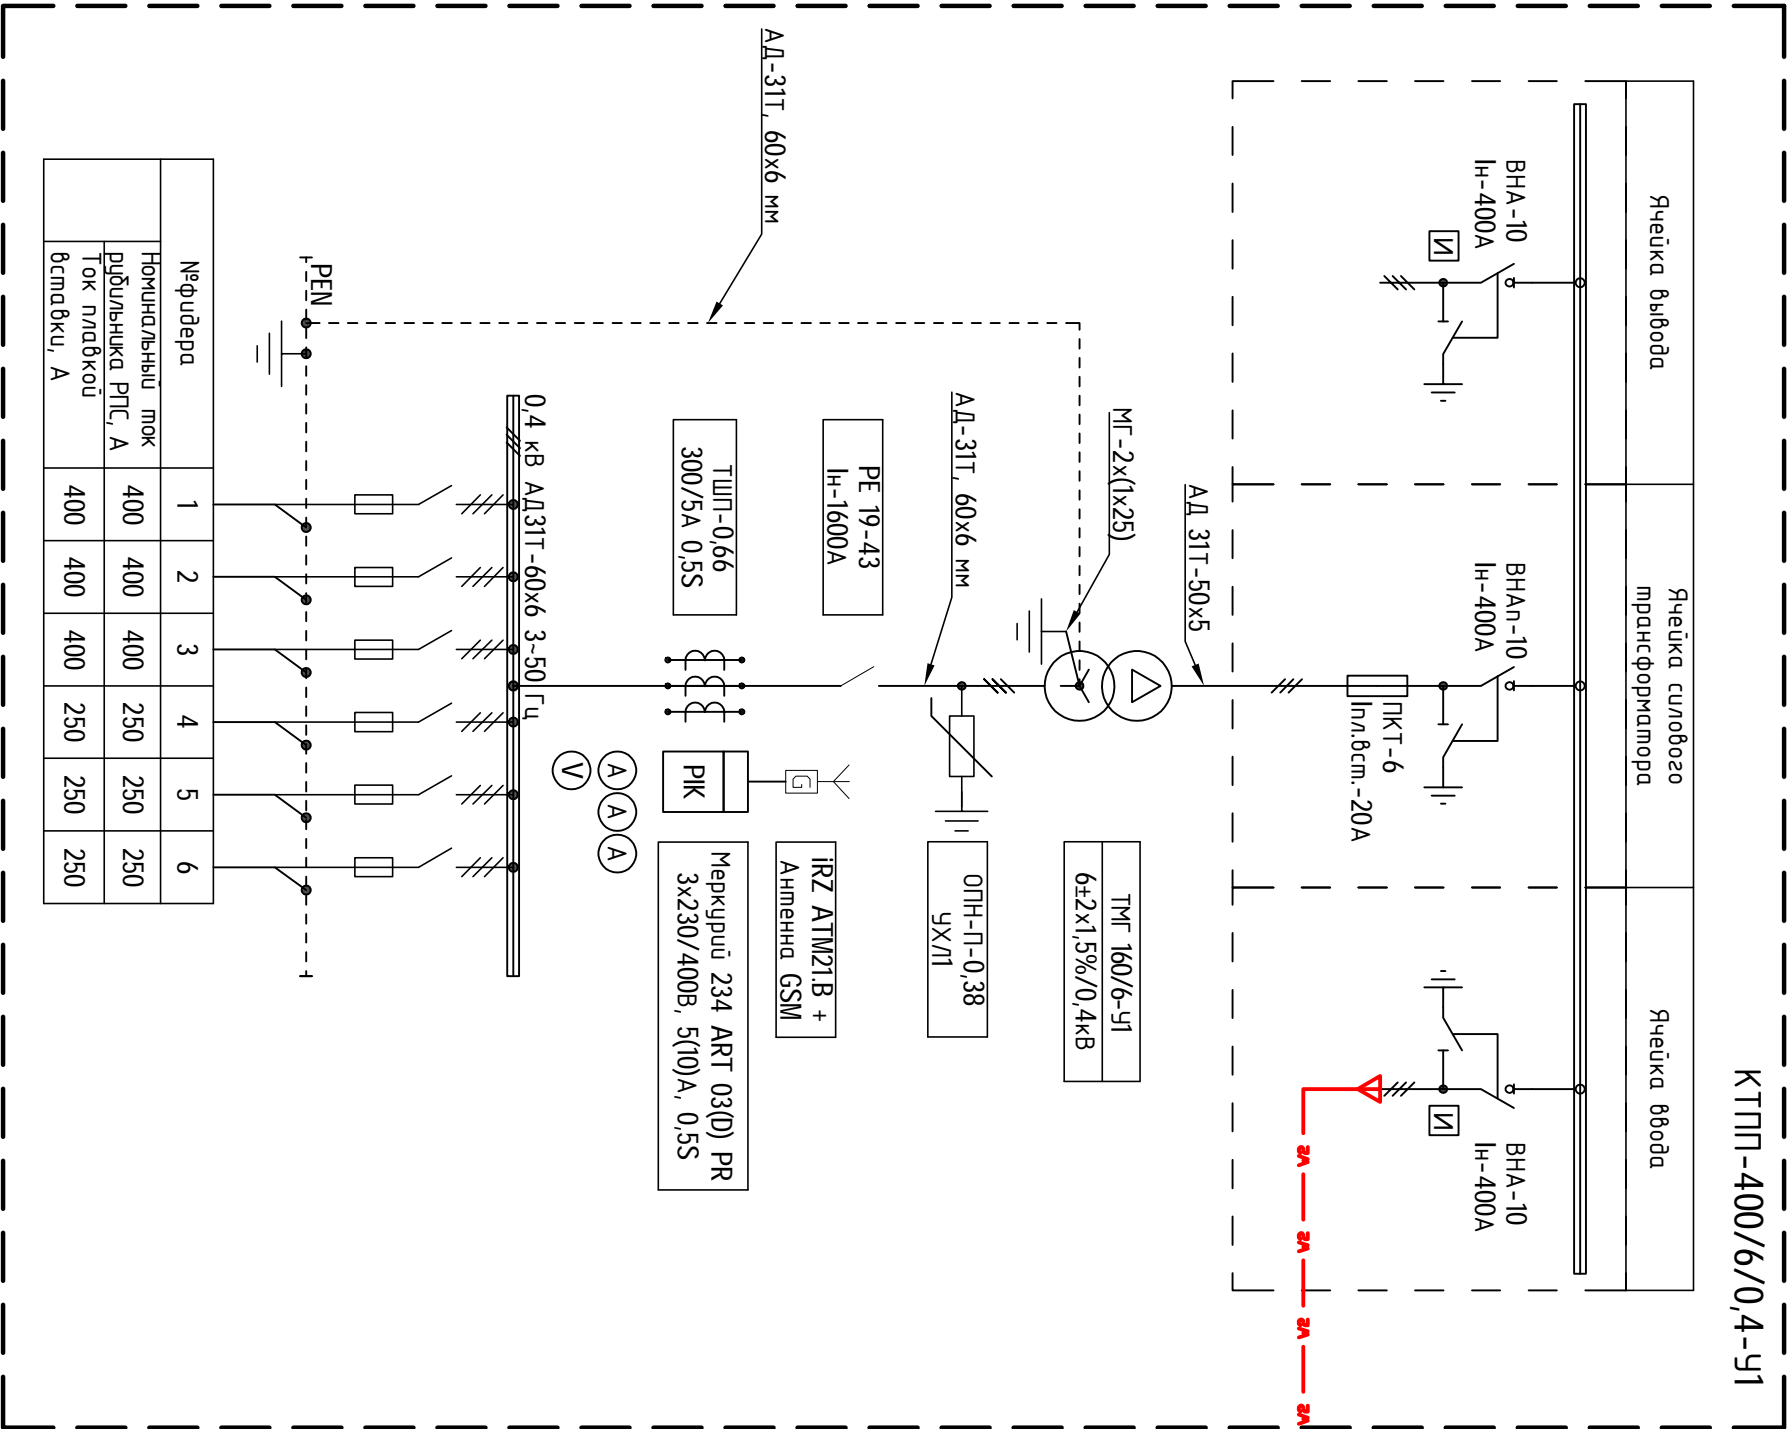 КТПП-400/6/0,4-У1
Ячейка вывода
Ячейка силового
трансформатора
Ячейка ввода
ВНА-10
Iн-400А
И
ВНАп-10
Iн-400А
ПКТ-6
Iпл.вст.-20А
ВНА-10
Iн-400А
И
АД 31Т-50х5
МГ-2х(1х25)
ТМГ 160/6-У1
6±2х1,5%/0,4кВ
АД-31Т, 60х6 мм
ОПН-П-0,38
УХЛ1
РЕ 19-43
Iн-1600А
iRZ ATM21.B +
Антенна GSM
G
ТШП-0,66
300/5А 0,5S
PIK
Меркурий 234 ART 03(D) PR
3х230/400В, 5(10)А, 0,5S
АД-31Т, 60х6 мм
А
А
А
V
0,4 кВ АД31Т-60х6 3~50 Гц
PEN
№фидера 1 2 3 4 5 6
Номинальный ток
рубильника РПС, А 400 400 400 250 250 250
Ток плавкой
вставки, А 400 400 400 250 250 250